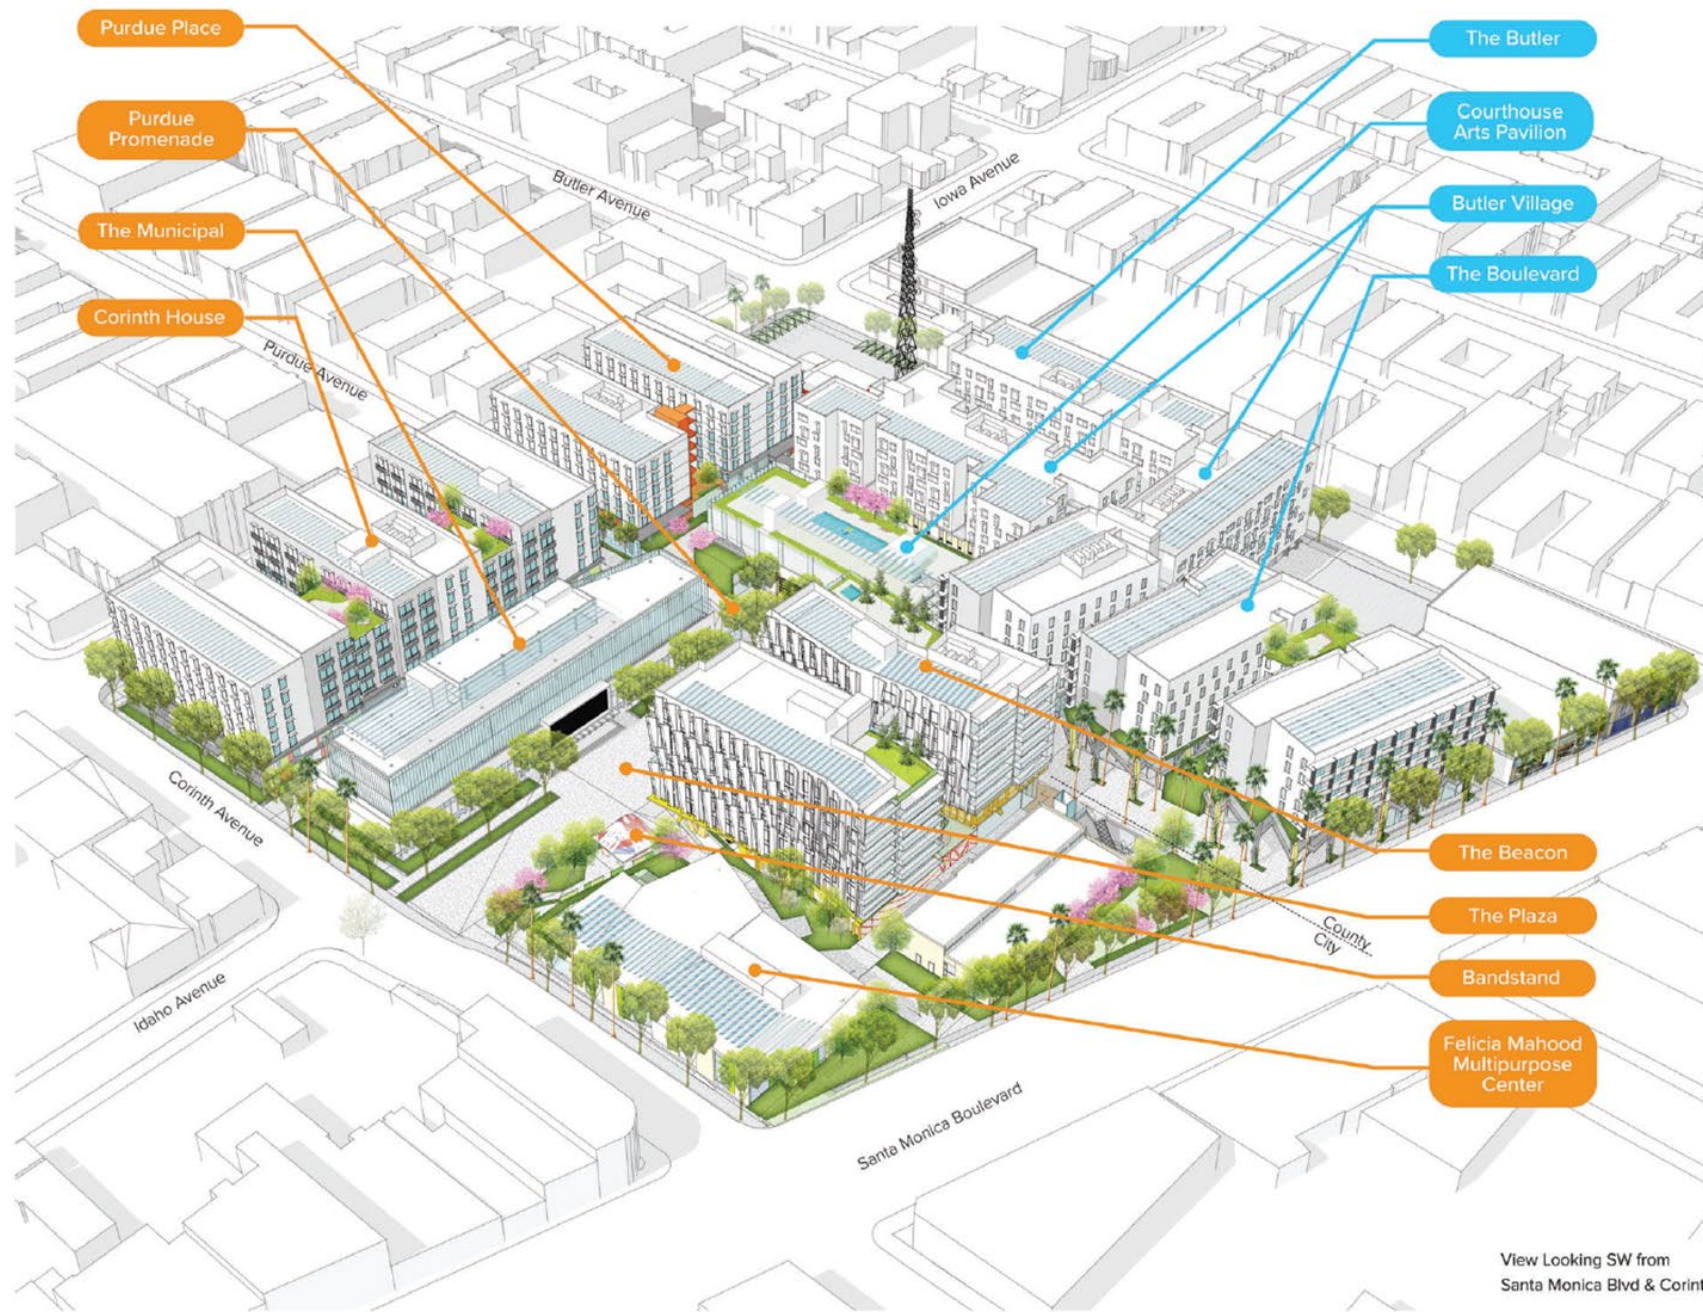 Purdue Place
Purdue
Promenade
The Municipal
Corinth House
The Butler
Courthouse
Arts Pavilion
Butler Village
The Boulevard
Butler Avenue
Iowa Avenue
Purdue Avenue
Corinth Avenue
Idaho Avenue
Santa Monica Boulevard
County
City
The Beacon
The Plaza
Bandstand
Felicia Mahood
Multipurpose
Center
View Looking SW from
Santa Monica Blvd & Corint